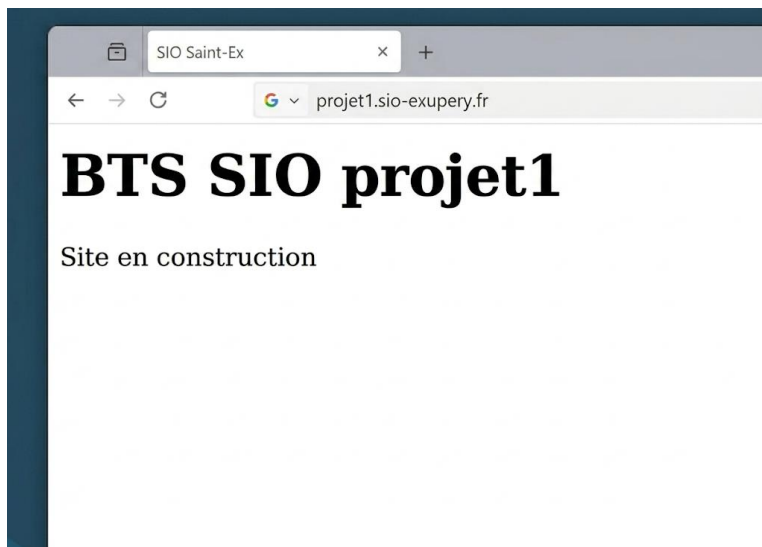 SIO Saint-Ex
projet1.sio-exupery.fr
BTS SIO projet1
Site en construction